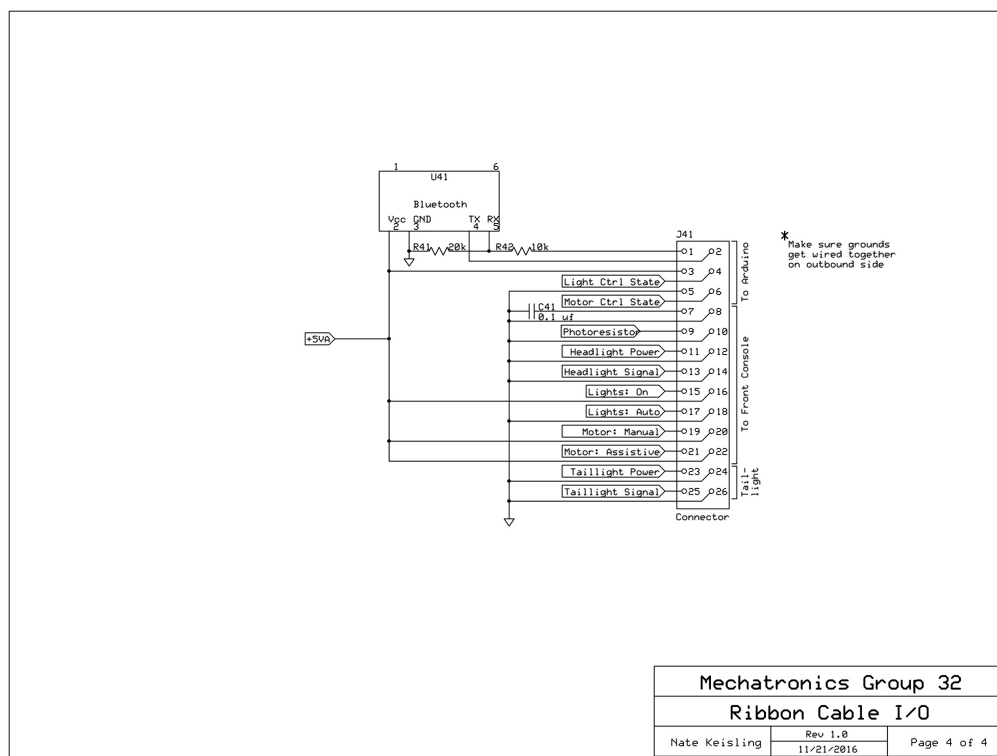 1 6
U41
Bluetooth
Vcc GND TX RX
2 3 4 5
R41 20k R42 10k
J41
1 2
3 4
Light Ctrl State
5 6
Motor Ctrl State
C41
0.1 uf
7 8
Photoresistor 9 10
+5VA
Headlight Power 11 12
Headlight Signal 13 14
Lights: On 15 16
Lights: Auto 17 18
Motor: Manual 19 20
Motor: Assistive 21 22
Taillight Power 23 24
Taillight Signal 25 26
Connector
To Arduino
To Front Console
Tail-
light
*
Make sure grounds
get wired together
on outbound side
Mechatronics Group 32
Ribbon Cable I/O
Nate Keisling
Rev 1.0
11/21/2016
Page 4 of 4